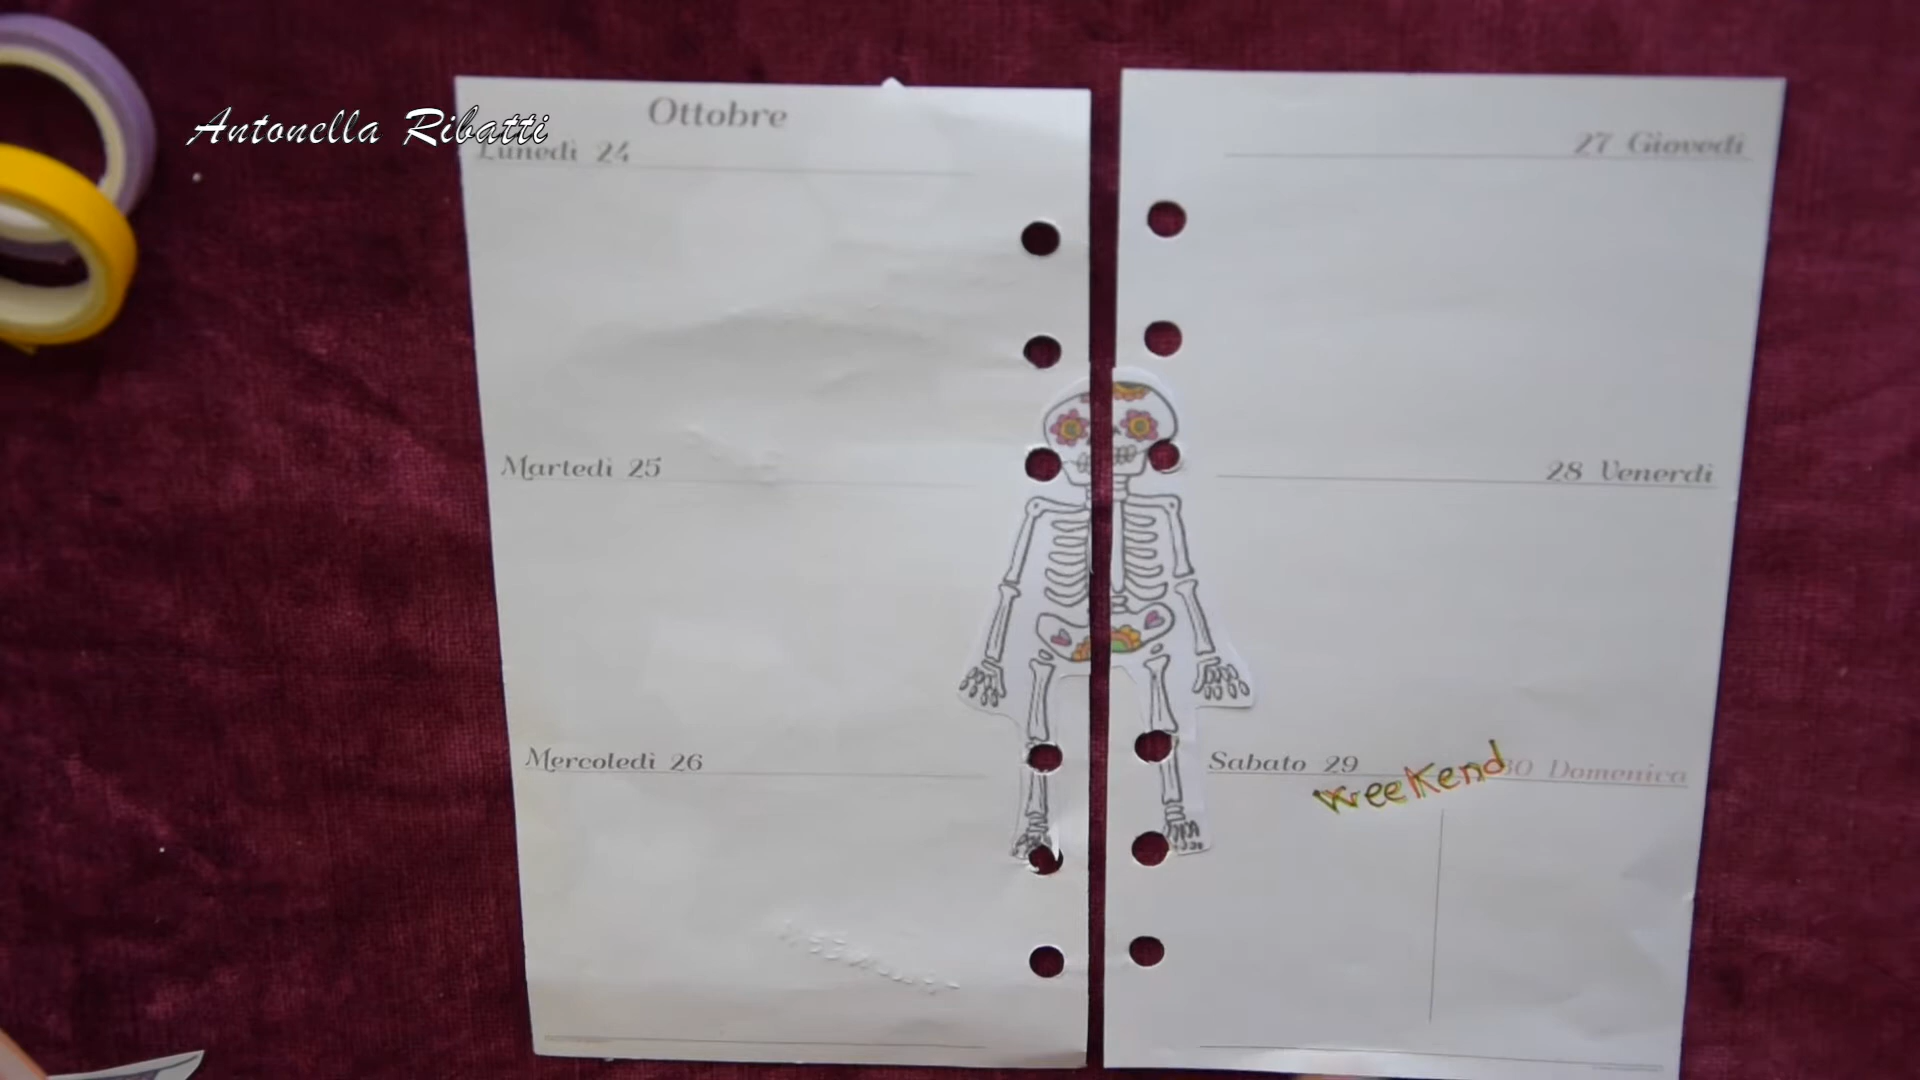 Antonella Ribatti
Ottobre
Lunedì 24
Martedì 25
Mercoledì 26
27 Giovedì
28 Venerdì
Sabato 29
weekend
30 Domenica